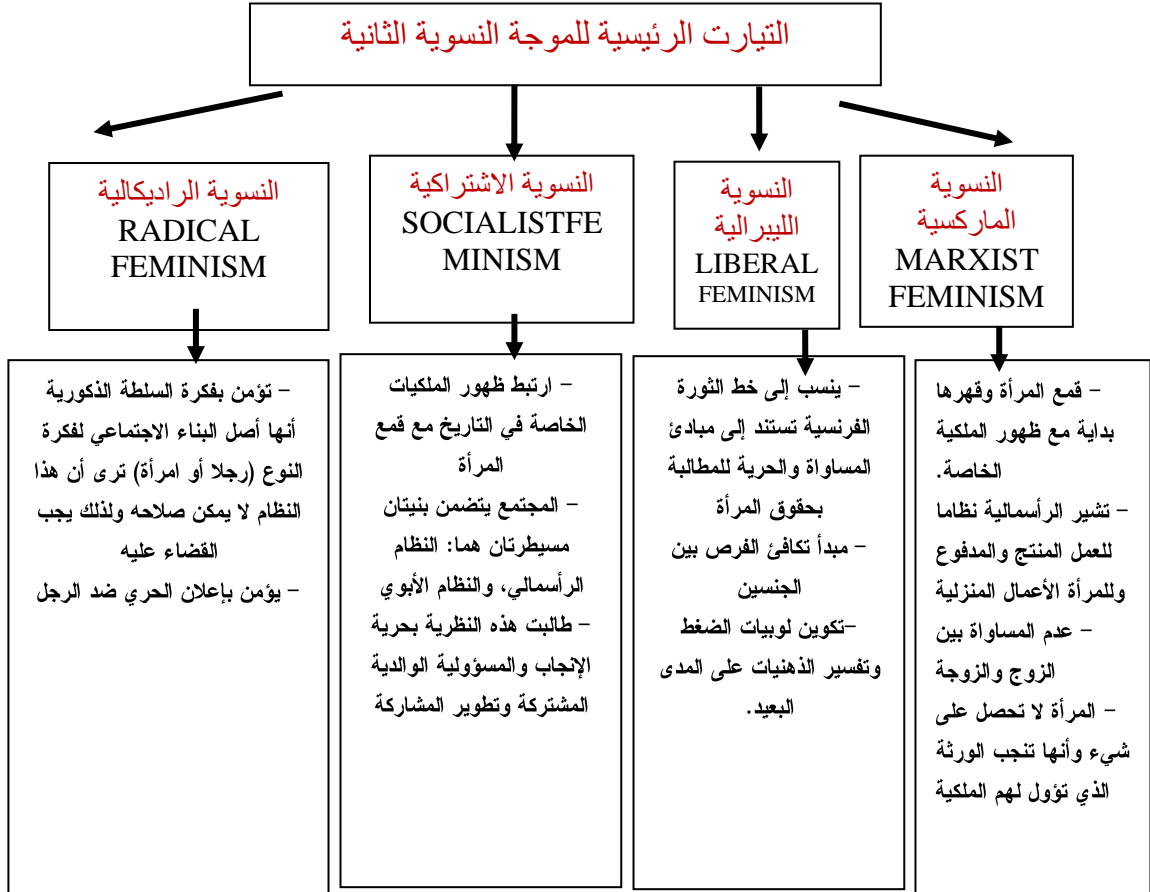 التيارت الرئيسية للموجة النسوية الثانية
النسوية
الماركسية
MARXIST
FEMINISM
النسوية
الليبرالية
LIBERAL
FEMINISM
النسوية الاشتراكية
SOCIALISTFE
MINISM
النسوية الراديكالية
RADICAL
FEMINISM
– قمع المرأة وقهرها
بداية مع ظهور الملكية
الخاصة.
– تشير الرأسمالية نظاما
للعمل المنتج والمدفوع
وللمرأة الأعمال المنزلية
– عدم المساواة بين
الزوج والزوجة
– المرأة لا تحصل على
شيء وأنها تنجب الورثة
الذي تؤول لهم الملكية
– ينسب إلى خط الثورة
الفرنسية تستند إلى مبادئ
المساواة والحرية للمطالبة
بحقوق المرأة
– مبدأ تكافئ الفرص بين
الجنسين
–تكوين لوبيات الضغط
وتفسير الذهنيات على المدى
البعيد.
– ارتبط ظهور الملكيات
الخاصة في التاريخ مع قمع
المرأة
– المجتمع يتضمن بنيتان
مسيطرتان هما: النظام
الرأسمالي، والنظام الأبوي
– طالبت هذه النظرية بحرية
الإنجاب والمسؤولية الوالدية
المشتركة وتطوير المشاركة
– تؤمن بفكرة السلطة الذكورية
أنها أصل البناء الاجتماعي لفكرة
النوع (رجلا أو امرأة) ترى أن هذا
النظام لا يمكن صلاحه ولذلك يجب
القضاء عليه
– يؤمن بإعلان الحري ضد الرجل